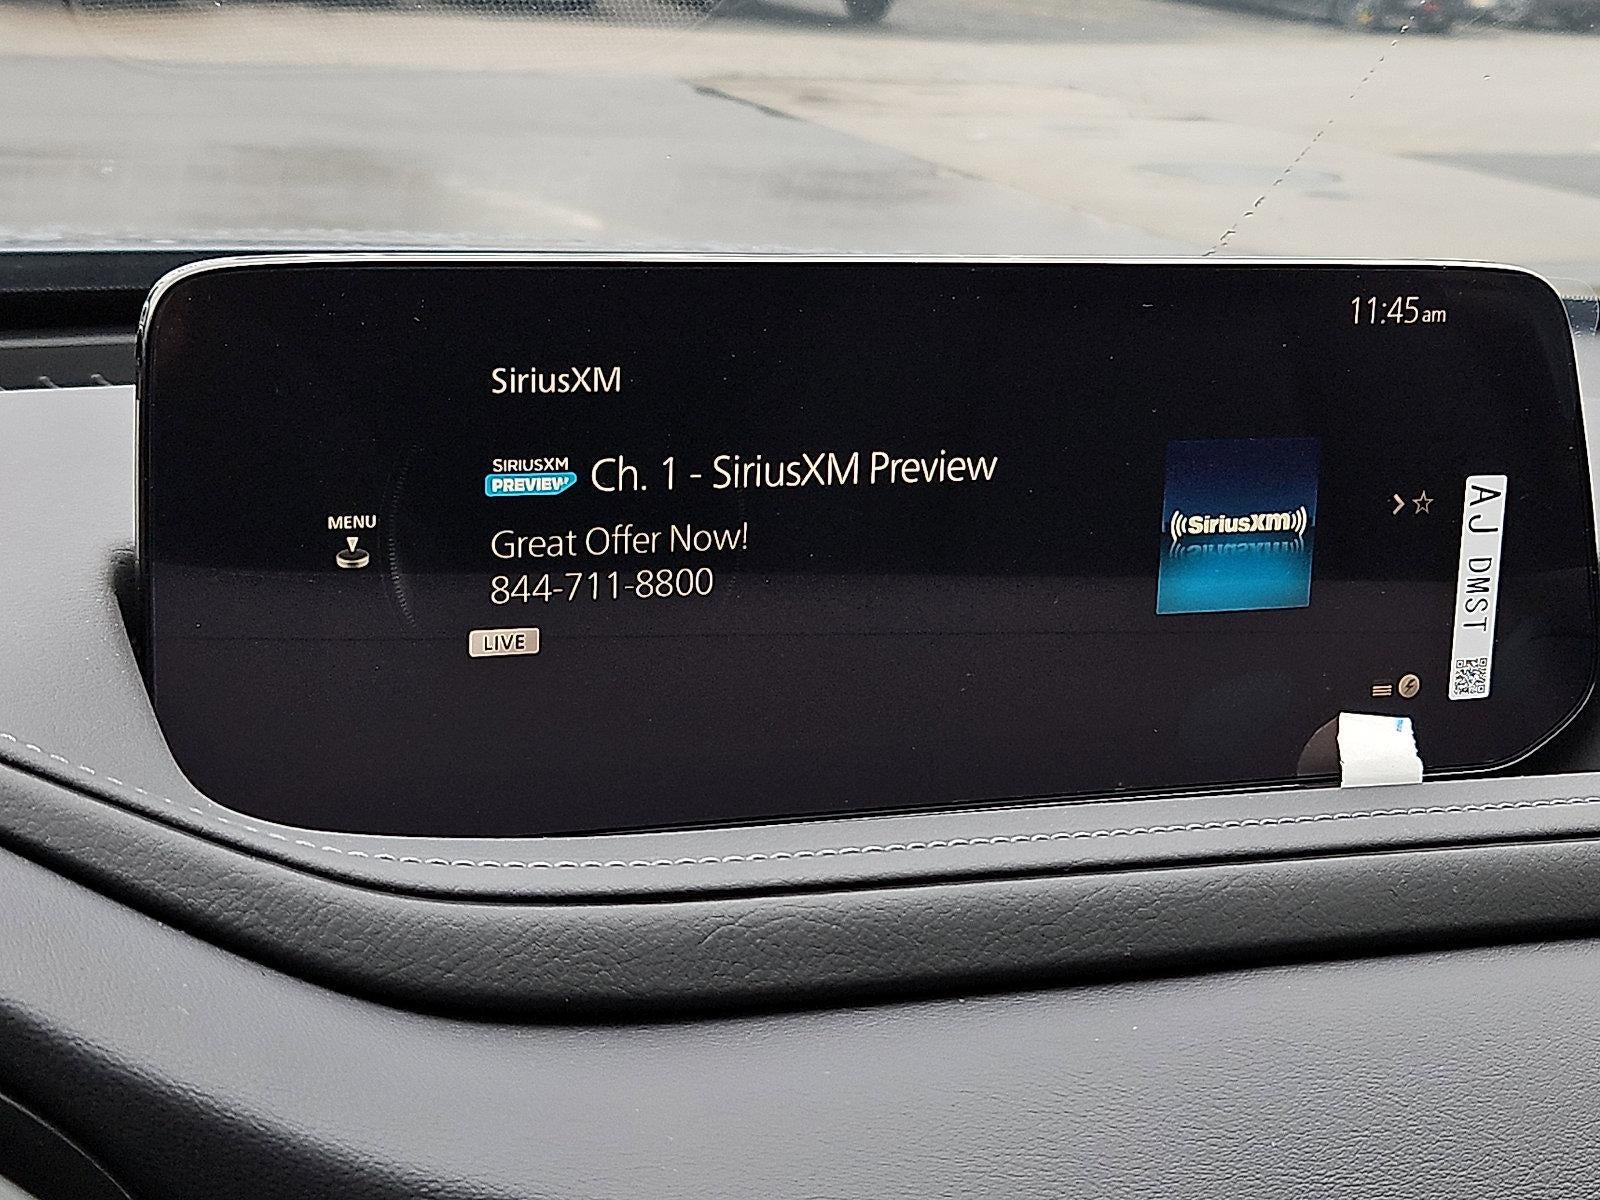 11:45am
SiriusXM
SIRIUSXM
PREVIEW
Ch. 1 - SiriusXM Preview
MENU
Great Offer Now!
844-711-8800
LIVE
((SiriusXM))
AJ DMST